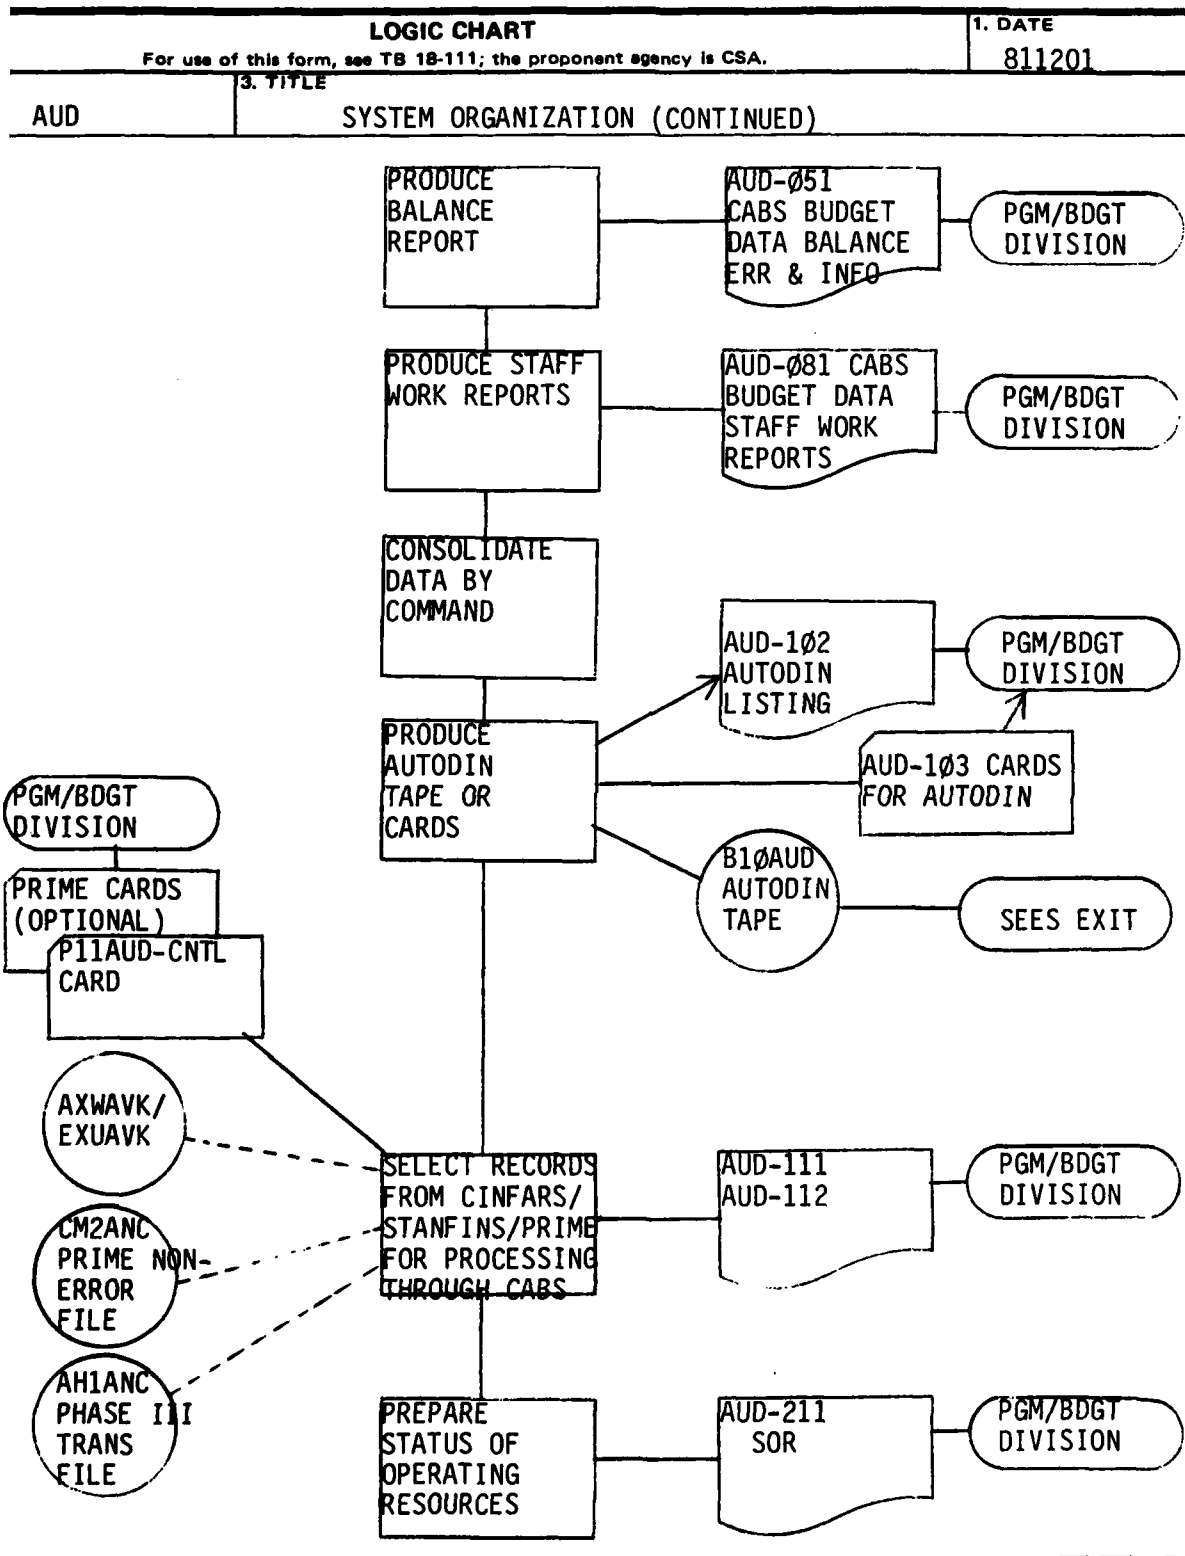 LOGIC CHART
For use of this form, see TB 18-111; the proponent agency is CSA.
1. DATE
811201
AUD
3. TITLE
SYSTEM ORGANIZATION (CONTINUED)
PRODUCE
BALANCE
REPORT
AUD-Ø51
CABS BUDGET
DATA BALANCE
ERR & INFO
PGM/BDGT
DIVISION
PRODUCE STAFF
WORK REPORTS
AUD-Ø81 CABS
BUDGET DATA
STAFF WORK
REPORTS
PGM/BDGT
DIVISION
CONSOLIDATE
DATA BY
COMMAND
AUD-1Ø2
AUTODIN
LISTING
PGM/BDGT
DIVISION
PRODUCE
AUTODIN
TAPE OR
CARDS
AUD-1Ø3 CARDS
FOR AUTODIN
PGM/BDGT
DIVISION
B1ØAUD
AUTODIN
TAPE
SEES EXIT
PRIME CARDS
(OPTIONAL)
P11AUD-CNTL
CARD
AXWAVK/
EXUAVK
SELECT RECORDS
FROM CINFARS/
STANFINS/PRIME
FOR PROCESSING
THROUGH CABS
AUD-111
AUD-112
PGM/BDGT
DIVISION
CM2ANC
PRIME NON-
ERROR
FILE
AH1ANC
PHASE III
TRANS
FILE
PREPARE
STATUS OF
OPERATING
RESOURCES
AUD-211
SOR
PGM/BDGT
DIVISION